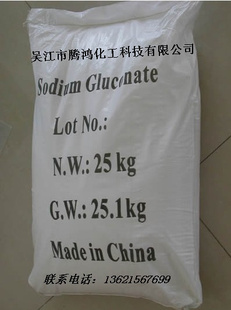 吴江市腾鸿化工科技有限公司
Sodium Gluconate
Lot No.:
N.W.: 25 kg
G.W.: 25.1kg
Made in China
联系电话：13621567699